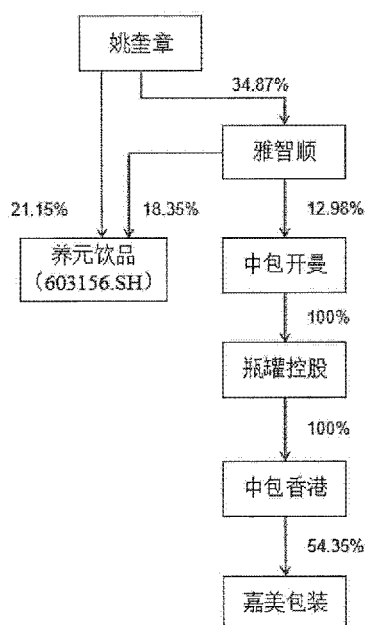 姚奎章
34.87%
雅智顺
21.15%
18.35%
12.98%
养元饮品
（603156.SH）
中包开曼
100%
瓶罐控股
100%
中包香港
54.35%
嘉美包装